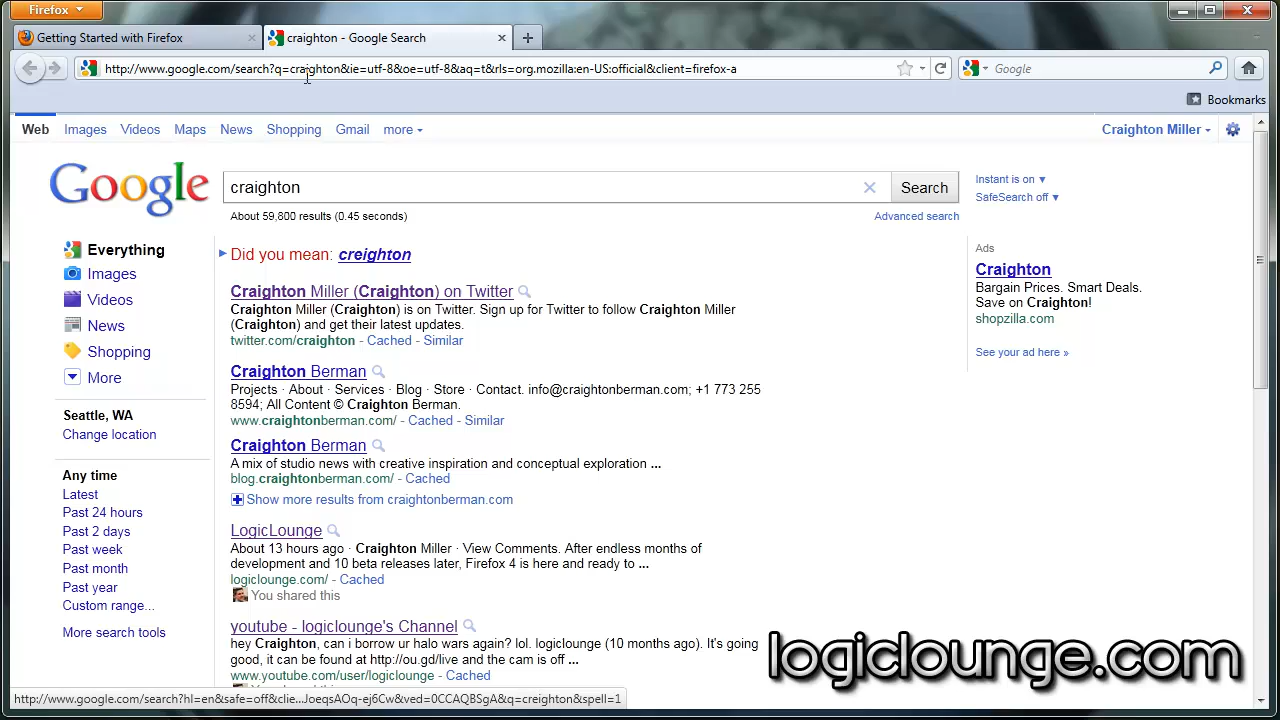 Firefox
Getting Started with Firefox
craighton - Google Search
http://www.google.com/search?q=craighton&ie=utf-8&oe=utf-8&aq=t&rls=org.mozilla:en-US:official&client=firefox-a
Google
Bookmarks
Web Images Videos Maps News Shopping Gmail more
Craighton Miller
Google
craighton
Search
Instant is on ▼
SafeSearch off ▼
About 59,800 results (0.45 seconds)
Advanced search
Everything
Images
Videos
News
Shopping
More
Seattle, WA
Change location
Any time
Latest
Past 24 hours
Past 2 days
Past week
Past month
Past year
Custom range...
More search tools
Did you mean: creighton
Craighton Miller (Craighton) on Twitter
Craighton Miller (Craighton) is on Twitter. Sign up for Twitter to follow Craighton Miller
(Craighton) and get their latest updates.
twitter.com/craighton - Cached - Similar
Craighton Berman
Projects · About · Services · Blog · Store · Contact. info@craightonberman.com; +1 773 255
8594; All Content © Craighton Berman.
www.craightonberman.com/ - Cached - Similar
Craighton Berman
A mix of studio news with creative inspiration and conceptual exploration ...
blog.craightonberman.com/ - Cached
Show more results from craightonberman.com
LogicLounge
About 13 hours ago · Craighton Miller · View Comments. After endless months of
development and 10 beta releases later, Firefox 4 is here and ready to ...
logiclounge.com/ - Cached
You shared this
youtube - logiclounge's Channel
hey Craighton, can i borrow ur halo wars again? lol. logiclounge (10 months ago). It's going
good, it can be found at http://ou.gd/live and the cam is off ...
www.youtube.com/user/logiclounge - Cached
Ads
Craighton
Bargain Prices. Smart Deals.
Save on Craighton!
shopzilla.com
See your ad here »
logiclounge.com
http://www.google.com/search?hl=en&safe=off&clie...JoeqsAOq-ej6Cw&ved=0CCAQBSgA&q=creighton&spell=1